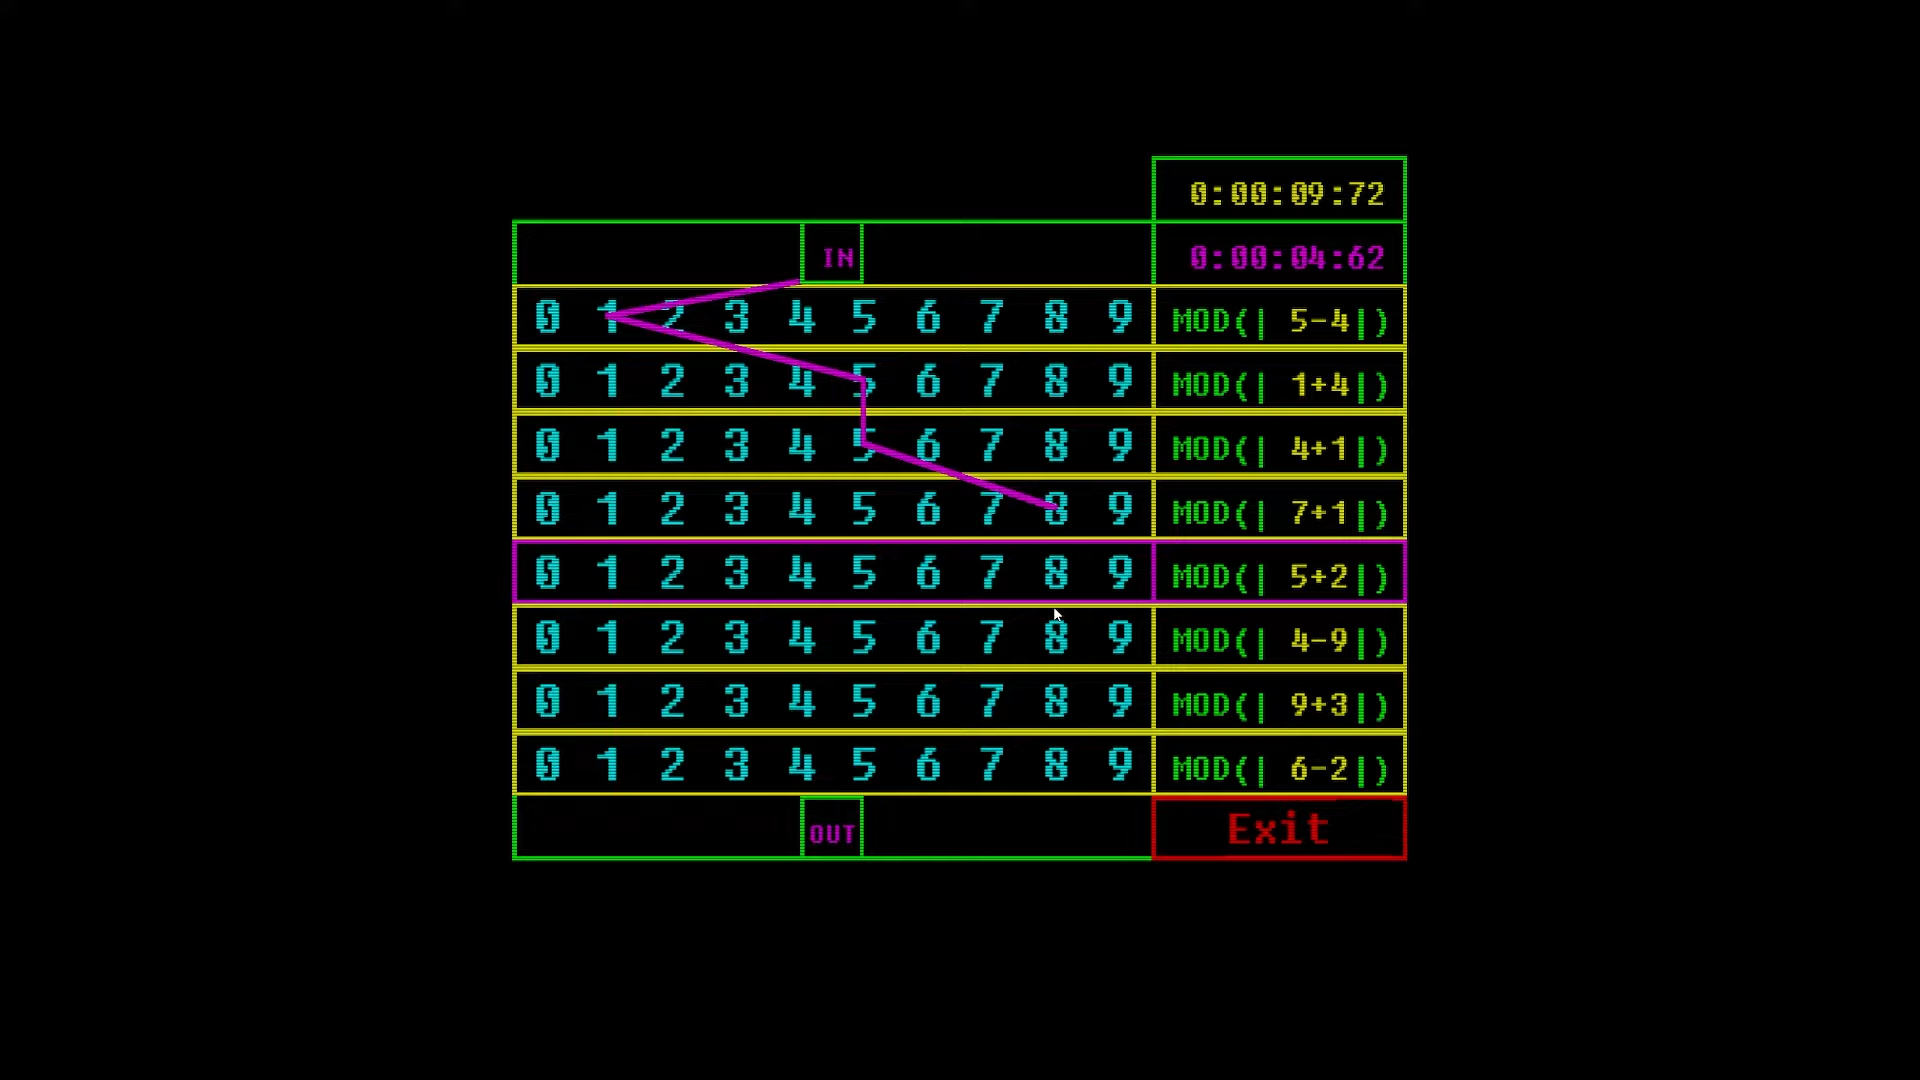 0:00:09:72
IN 0:00:04:62
0 1 2 3 4 5 6 7 8 9 MOD(| 5-4|)
0 1 2 3 4 5 6 7 8 9 MOD(| 1+4|)
0 1 2 3 4 5 6 7 8 9 MOD(| 4+1|)
0 1 2 3 4 5 6 7 8 9 MOD(| 7+1|)
0 1 2 3 4 5 6 7 8 9 MOD(| 5+2|)
0 1 2 3 4 5 6 7 8 9 MOD(| 4-9|)
0 1 2 3 4 5 6 7 8 9 MOD(| 9+3|)
0 1 2 3 4 5 6 7 8 9 MOD(| 6-2|)
OUT Exit